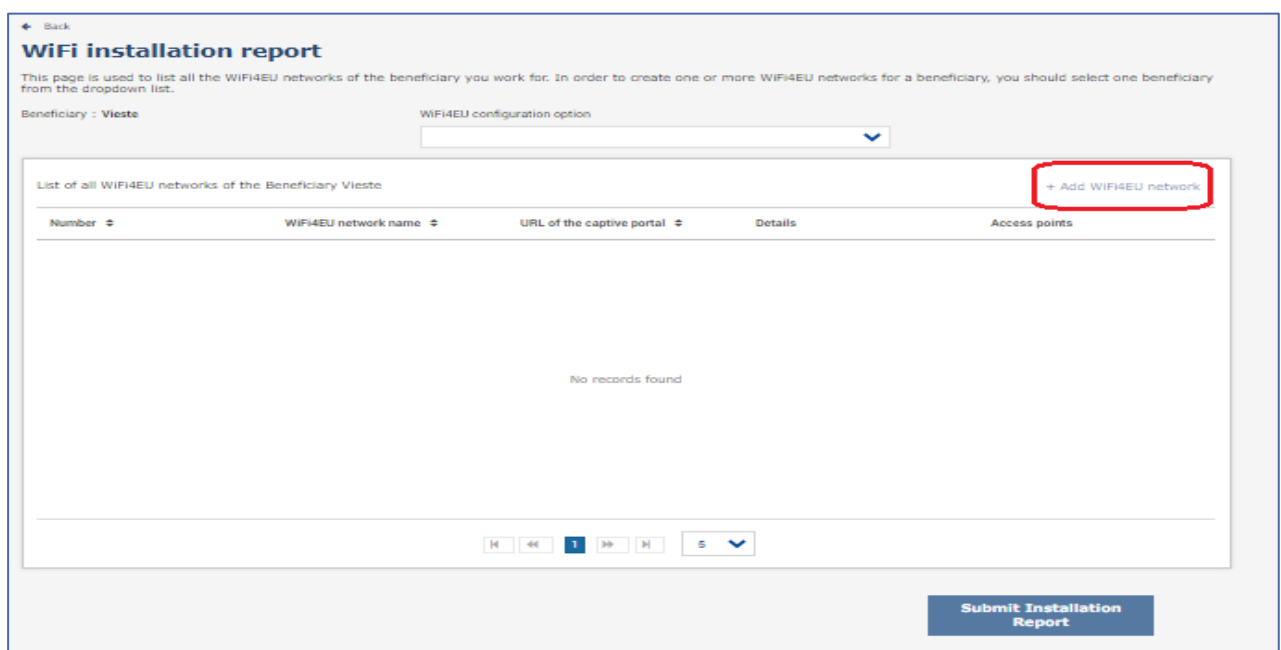 Back
WiFi installation report
This page is used to list all the WiFi4EU networks of the beneficiary you work for. In order to create one or more WiFi4EU networks for a beneficiary, you should select one beneficiary
from the dropdown list.
Beneficiary : Vieste
WiFi4EU configuration option
List of all WiFi4EU networks of the Beneficiary Vieste
+ Add WiFi4EU network
Number
WiFi4EU network name
URL of the captive portal
Details
Access points
No records found
1
5
Submit Installation
Report